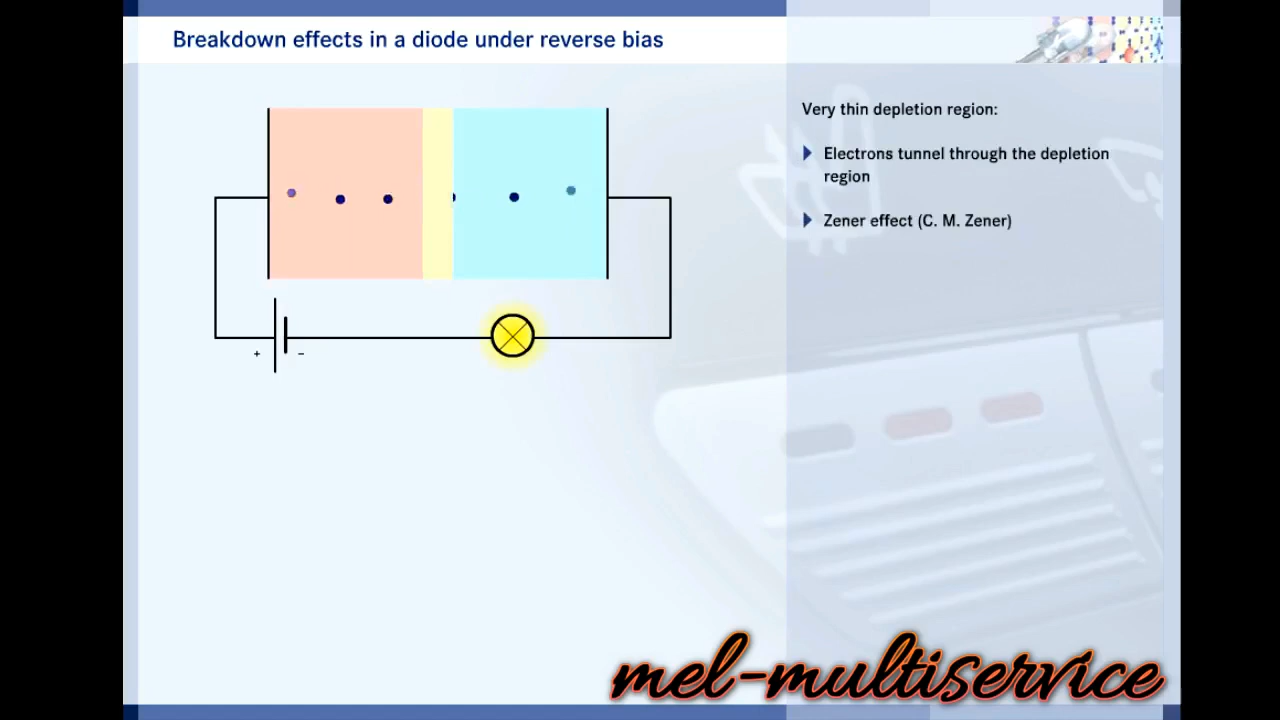 Breakdown effects in a diode under reverse bias
Very thin depletion region:
Electrons tunnel through the depletion
region
Zener effect (C. M. Zener)
+ −
mel-multiservice